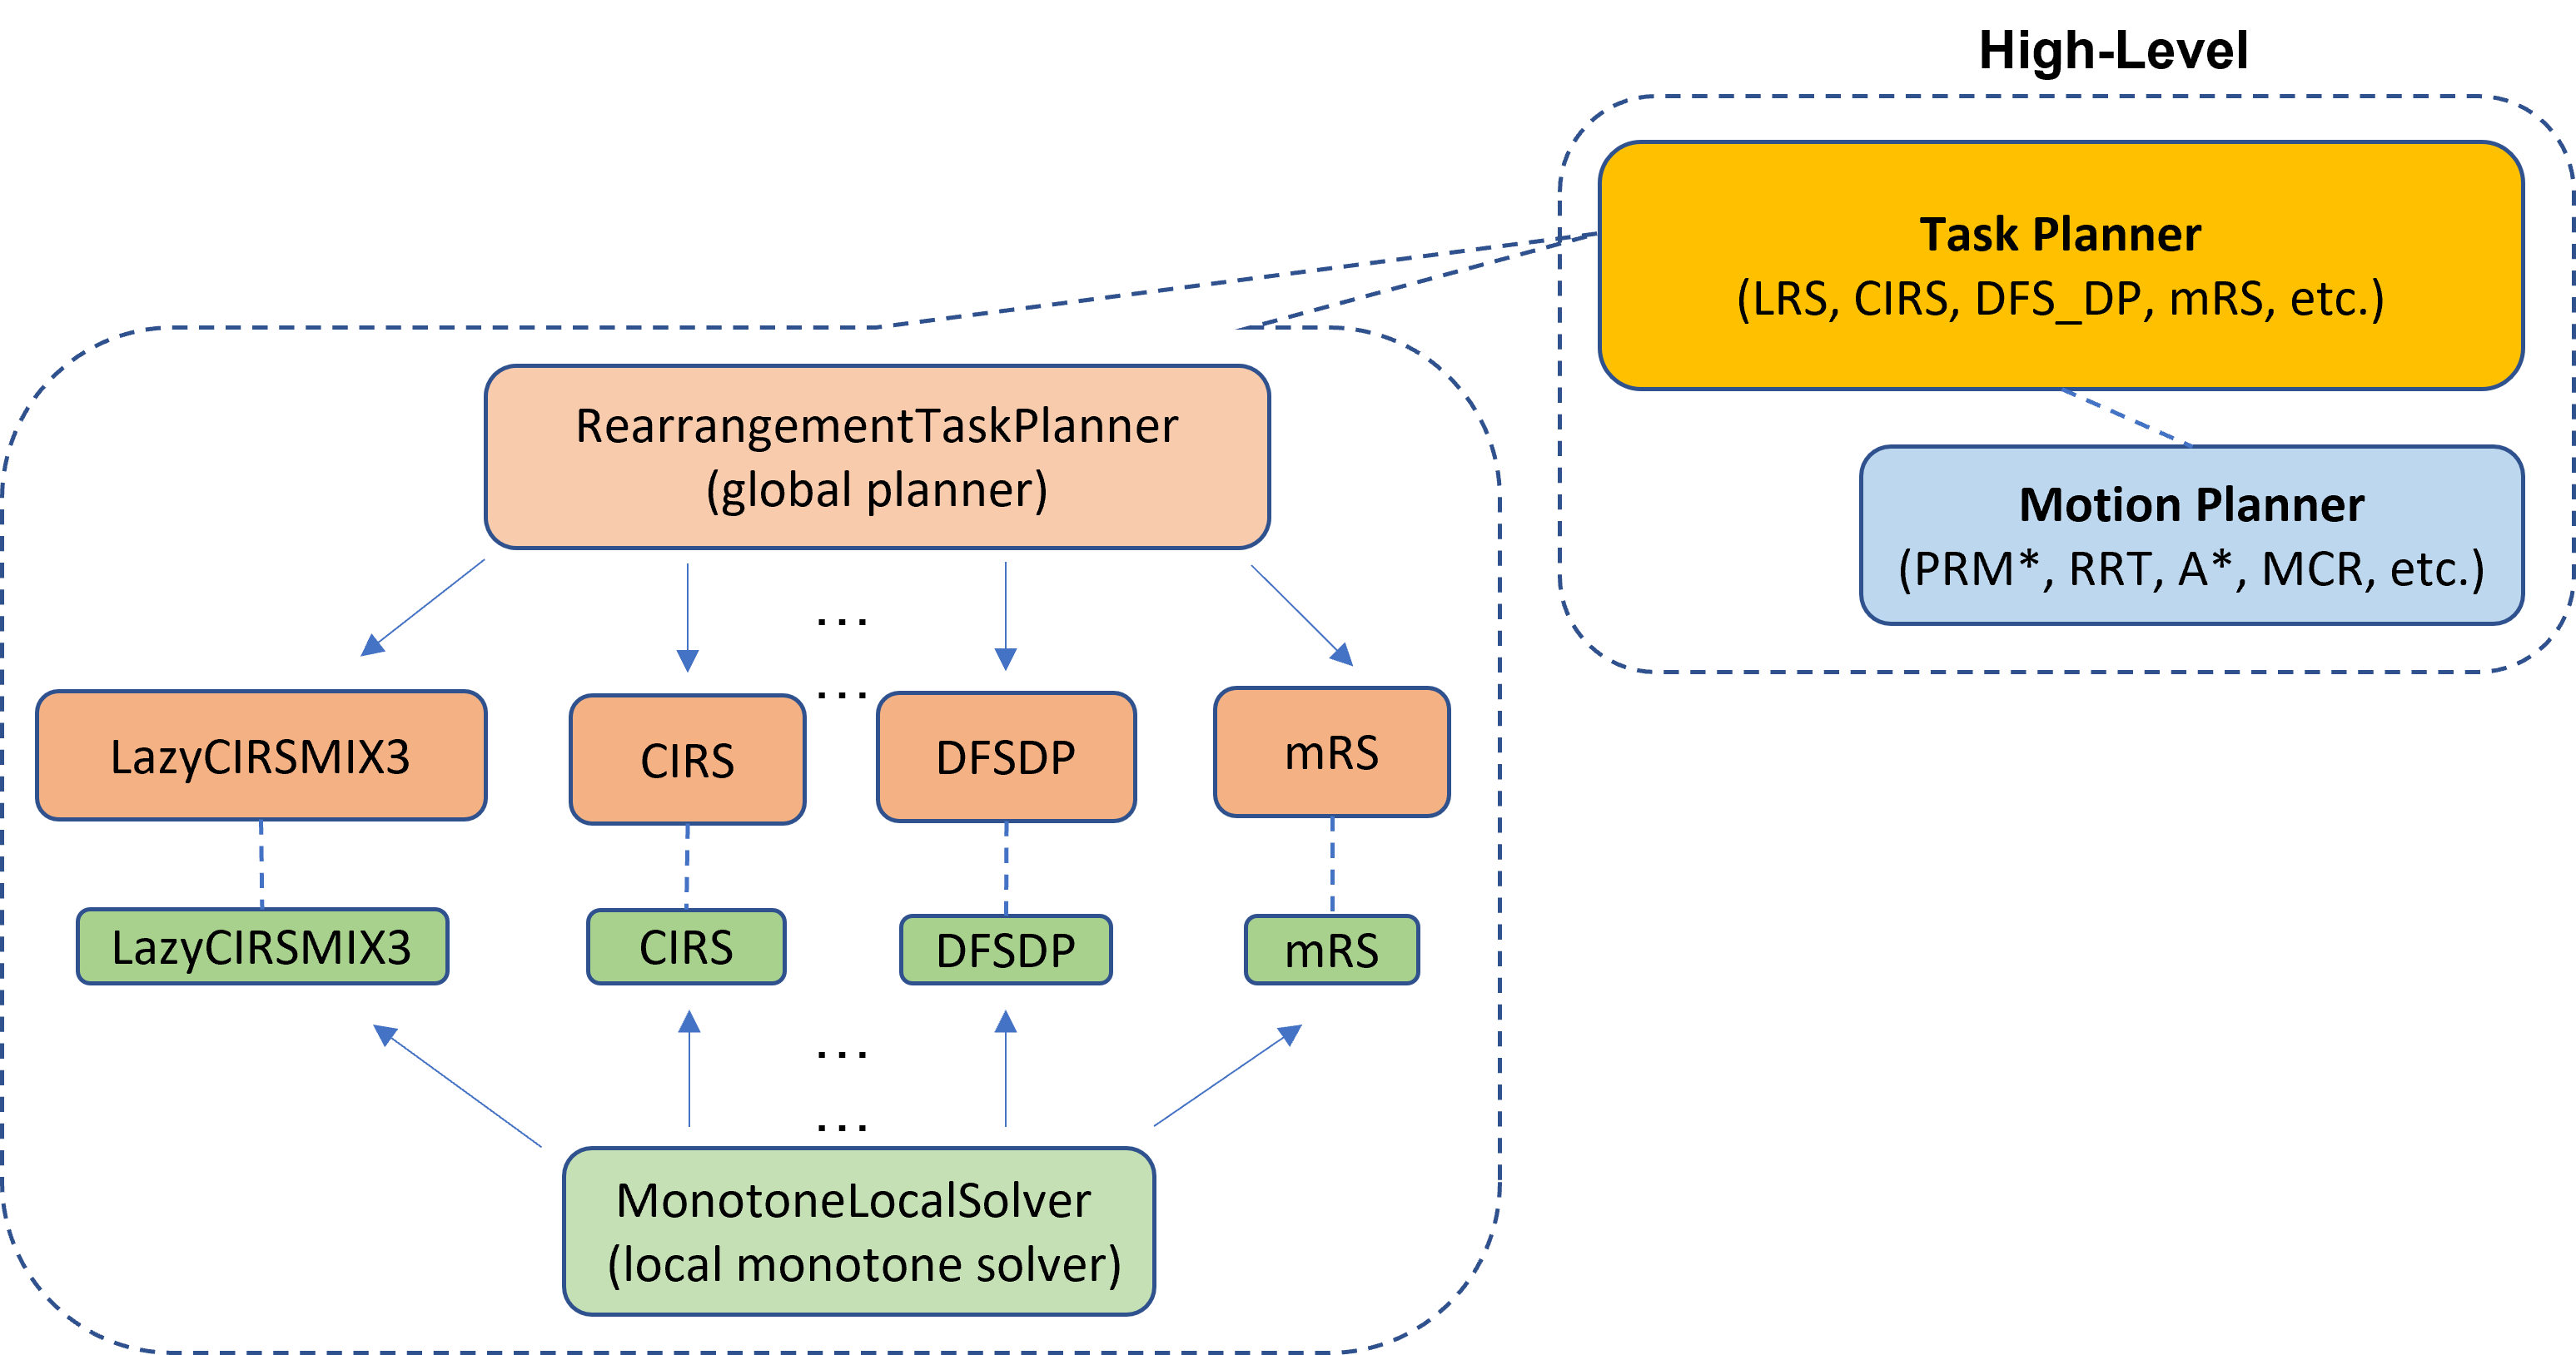 High-Level
Task Planner
(LRS, CIRS, DFS_DP, mRS, etc.)
Motion Planner
(PRM*, RRT, A*, MCR, etc.)
RearrangementTaskPlanner
(global planner)
...
...
LazyCIRSMIX3
CIRS
DFSDP
mRS
LazyCIRSMIX3
CIRS
DFSDP
mRS
...
...
MonotoneLocalSolver
(local monotone solver)